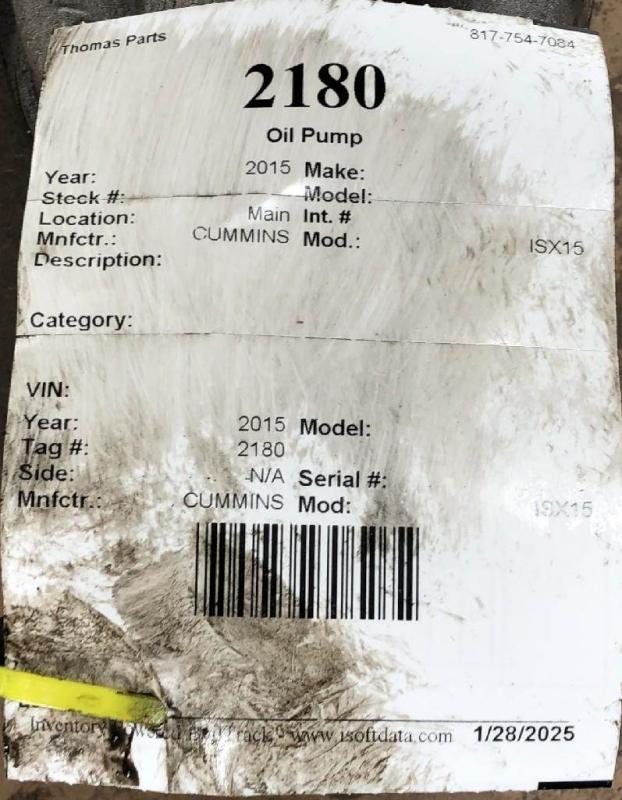 Thomas Parts 817-754-7084
2180
Oil Pump
Year: 2015 Make:
Stock #: Model:
Location: Main Int. #
Mnfctr.: CUMMINS Mod.: ISX15
Description:
Category: -
VIN:
Year: 2015 Model:
Tag #: 2180
Side: N/A Serial #:
Mnfctr.: CUMMINS Mod: ISX15
Inventory www.isoftdata.com 1/28/2025